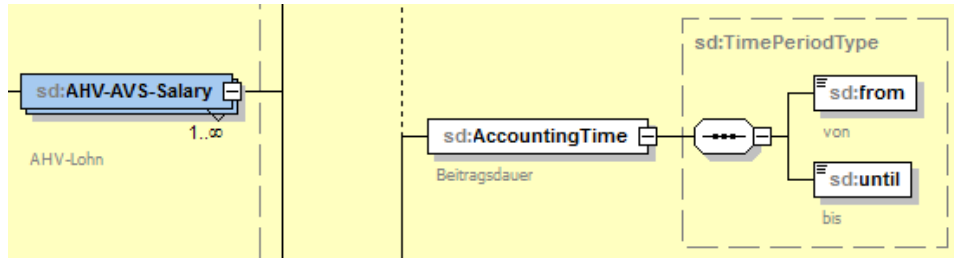 sd:AHV-AVS-Salary
1..∞
AHV-Lohn
sd:AccountingTime
Beitragsdauer
sd:TimePeriodType
sd:from
von
sd:until
bis